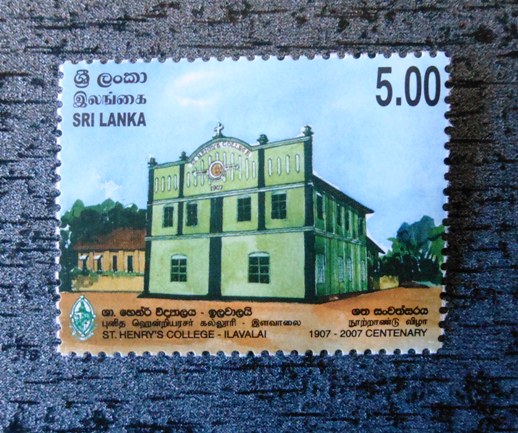 ශ්‍රී ලංකා
இலங்கை
SRI LANKA
5.00
1907
ශා. හෙන්රි විද්‍යාලය - ඉලවාලයි
புனித ஹென்றியரசர் கல்லூரி - இளவாலை
ST. HENRY'S COLLEGE - ILAVALAI
ශත සංවත්සරය
நூற்றாண்டு விழா
1907 - 2007 CENTENARY